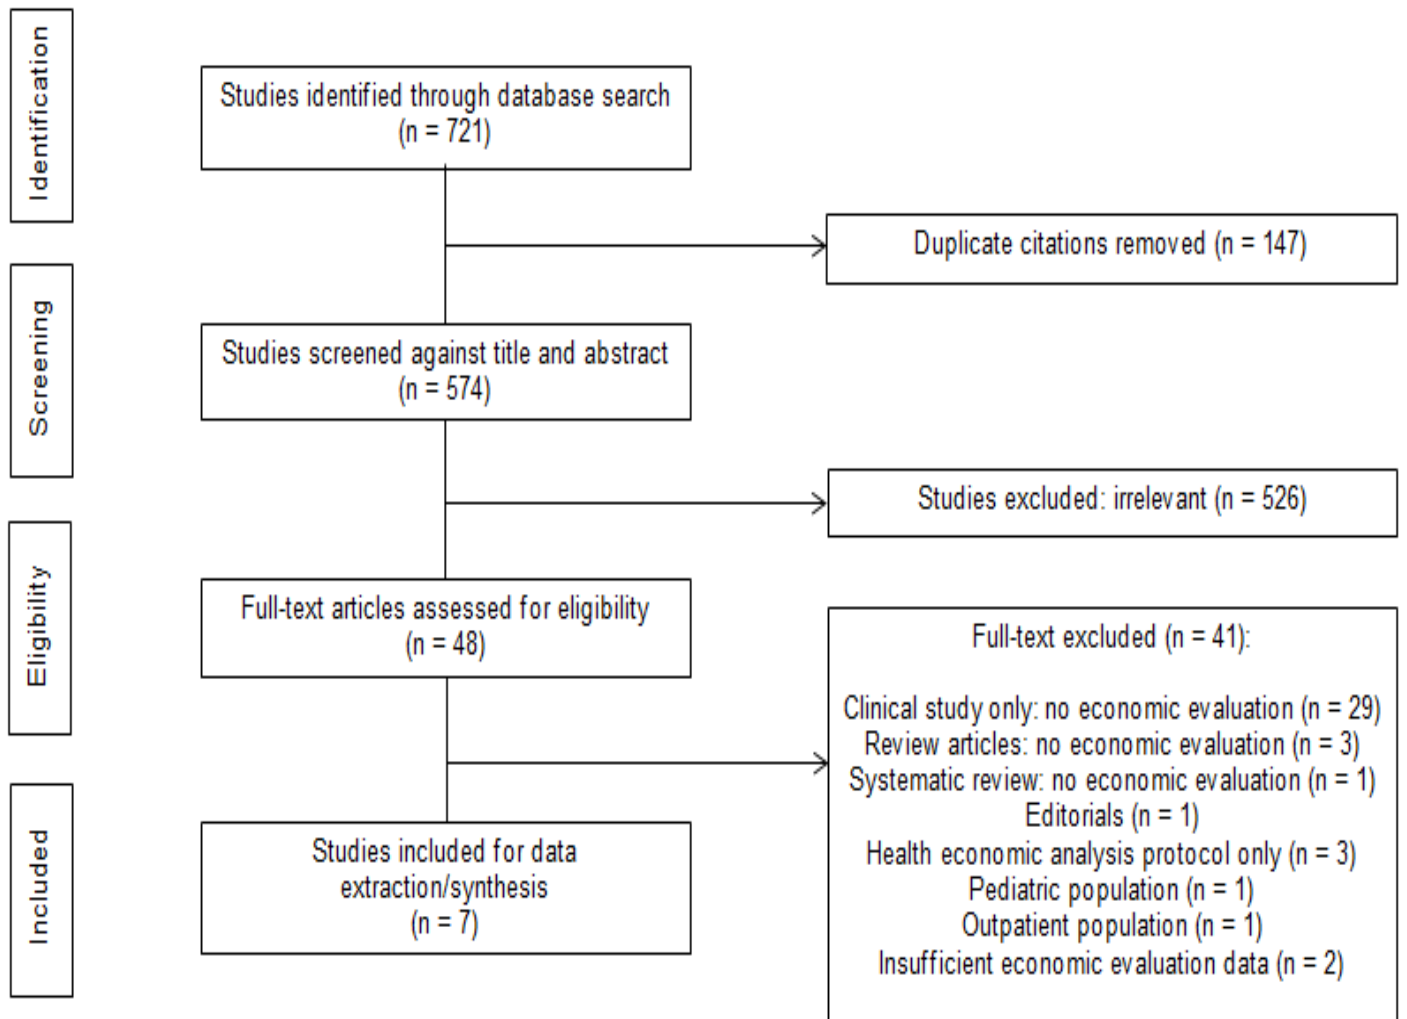 Identification
Studies identified through database search
(n = 721)
Duplicate citations removed (n = 147)
Screening
Studies screened against title and abstract
(n = 574)
Studies excluded: irrelevant (n = 526)
Eligibility
Full-text articles assessed for eligibility
(n = 48)
Full-text excluded (n = 41):
Clinical study only: no economic evaluation (n = 29)
Review articles: no economic evaluation (n = 3)
Systematic review: no economic evaluation (n = 1)
Editorials (n = 1)
Health economic analysis protocol only (n = 3)
Pediatric population (n = 1)
Outpatient population (n = 1)
Insufficient economic evaluation data (n = 2)
Included
Studies included for data
extraction/synthesis
(n = 7)